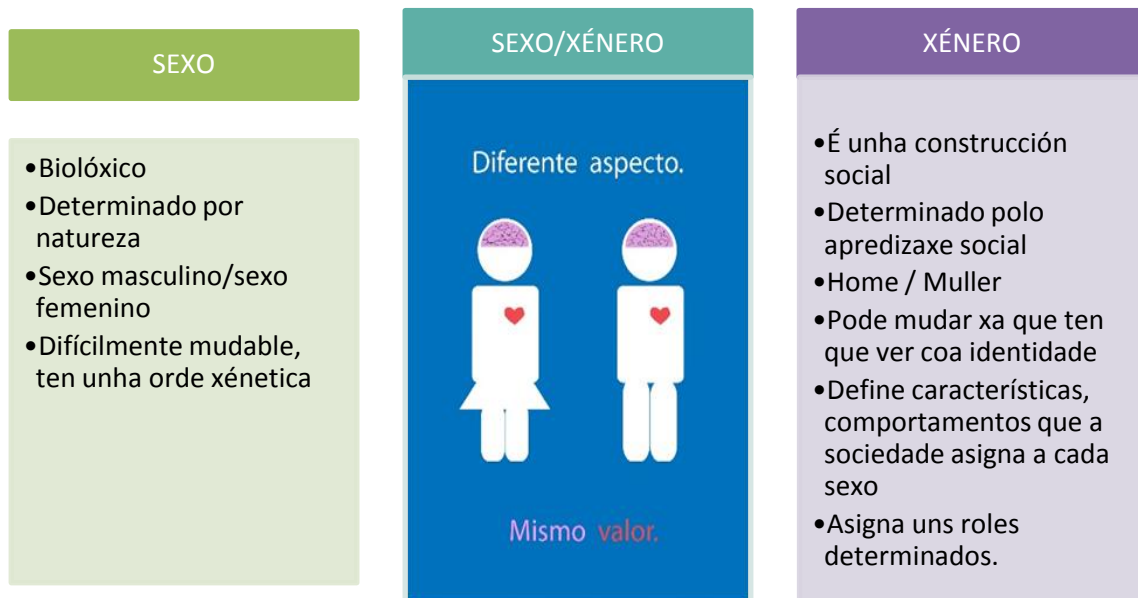 SEXO
•Biolóxico
•Determinado por
natureza
•Sexo masculino/sexo
femenino
•Difícilmente mudable,
ten unha orde xénetica
SEXO/XÉNERO
Diferente aspecto.
Mismo valor.
XÉNERO
•É unha construcción
social
•Determinado polo
apredizaxe social
•Home / Muller
•Pode mudar xa que ten
que ver coa identidade
•Define característícas,
comportamentos que a
sociedade asigna a cada
sexo
•Asigna uns roles
determinados.